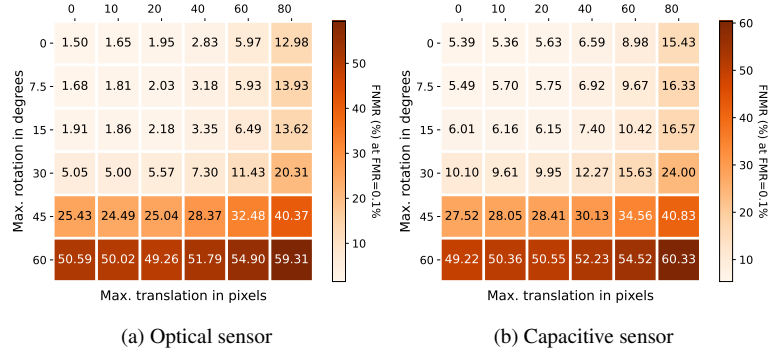 0 10 20 40 60 80
0 1.50 1.65 1.95 2.83 5.97 12.98
7.5 1.68 1.81 2.03 3.18 5.93 13.93
15 1.91 1.86 2.18 3.35 6.49 13.62
30 5.05 5.00 5.57 7.30 11.43 20.31
45 25.43 24.49 25.04 28.37 32.48 40.37
60 50.59 50.02 49.26 51.79 54.90 59.31
Max. rotation in degrees
Max. translation in pixels
50
40
30
20
10
FNMR (%) at FMR=0.1%
(a) Optical sensor
0 10 20 40 60 80
0 5.39 5.36 5.63 6.59 8.98 15.43
7.5 5.49 5.70 5.75 6.92 9.67 16.33
15 6.01 6.16 6.15 7.40 10.42 16.57
30 10.10 9.61 9.95 12.27 15.63 24.00
45 27.52 28.05 28.41 30.13 34.56 40.83
60 49.22 50.36 50.55 52.23 54.52 60.33
Max. rotation in degrees
Max. translation in pixels
60
50
40
30
20
10
FNMR (%) at FMR=0.1%
(b) Capacitive sensor